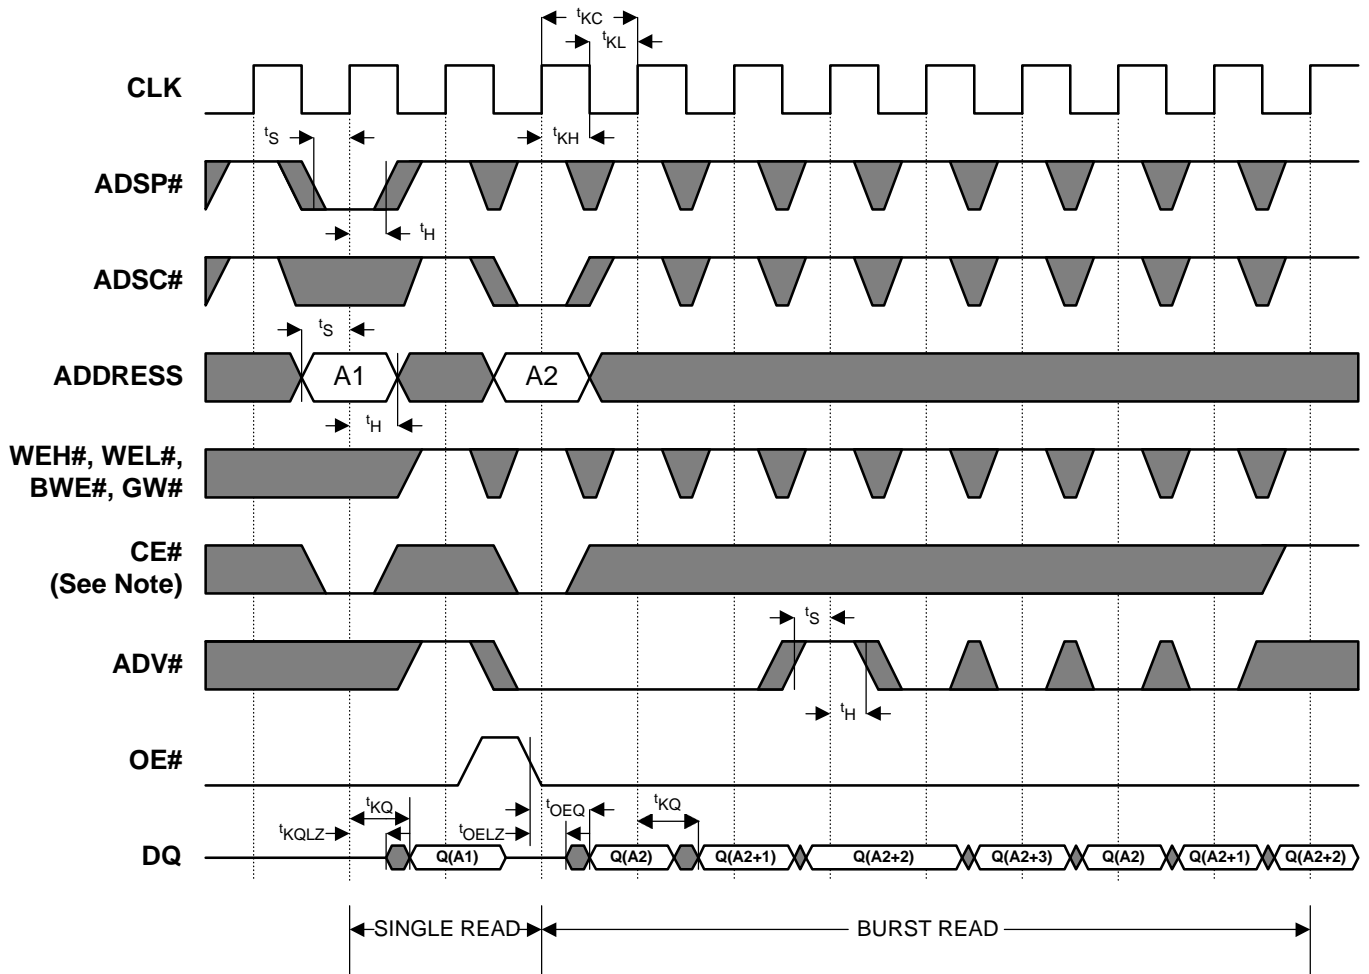 tKC
tKL
CLK
tS
tKH
ADSP#
tH
ADSC#
tS
ADDRESS
A1
A2
tH
WEH#, WEL#,
BWE#, GW#
CE#
(See Note)
tS
ADV#
tH
OE#
tKQ
tOEQ
tKQ
tKQLZ
tOELZ
DQ
Q(A1)
Q(A2)
Q(A2+1)
Q(A2+2)
Q(A2+3)
Q(A2)
Q(A2+1)
Q(A2+2)
SINGLE READ
BURST READ